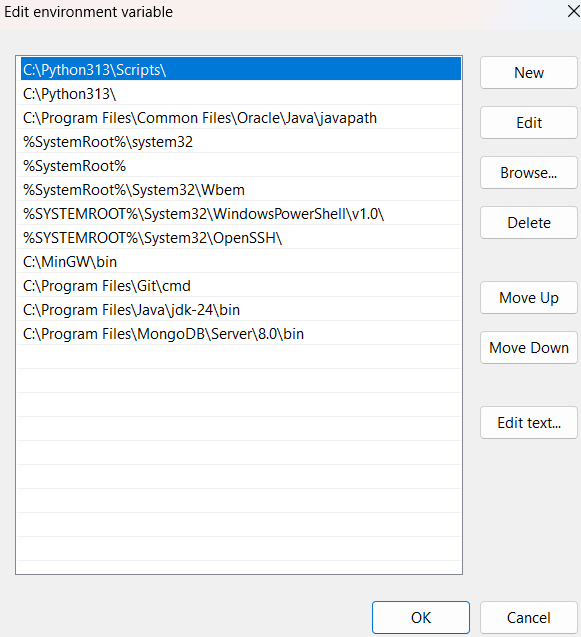 Edit environment variable
C:\Python313\Scripts\
New
C:\Python313\
C:\Program Files\Common Files\Oracle\Java\javapath
Edit
%SystemRoot%\system32
%SystemRoot%
Browse...
%SystemRoot%\System32\Wbem
%SYSTEMROOT%\System32\WindowsPowerShell\v1.0\
Delete
%SYSTEMROOT%\System32\OpenSSH\
C:\MinGW\bin
C:\Program Files\Git\cmd
Move Up
C:\Program Files\Java\jdk-24\bin
C:\Program Files\MongoDB\Server\8.0\bin
Move Down
Edit text...
OK
Cancel